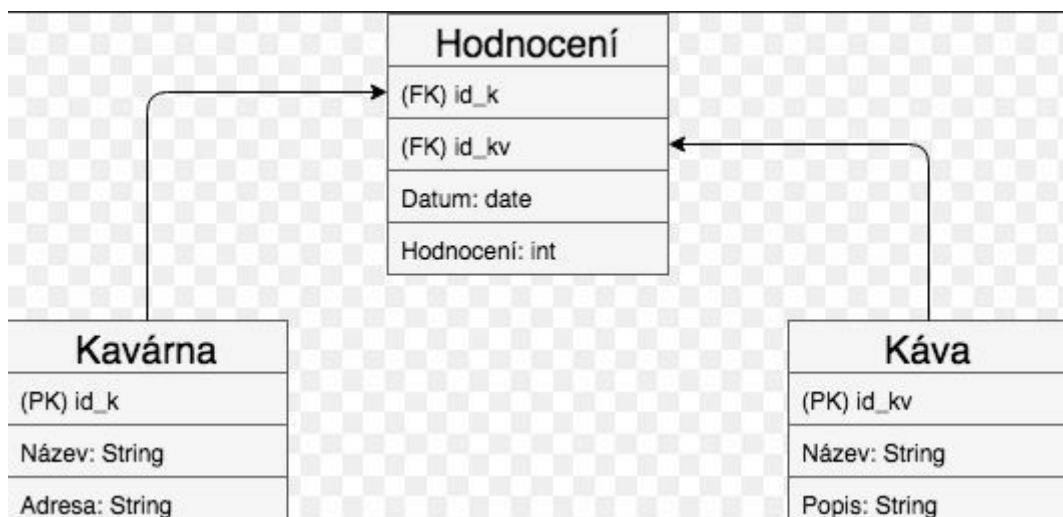 Hodnocení
(FK) id_k
(FK) id_kv
Datum: date
Hodnocení: int
Kavárna
(PK) id_k
Název: String
Adresa: String
Káva
(PK) id_kv
Název: String
Popis: String